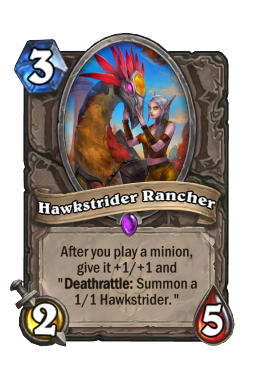 3
Hawkstrider Rancher
After you play a minion,
give it +1/+1 and
"Deathrattle: Summon a
1/1 Hawkstrider. "
2 5